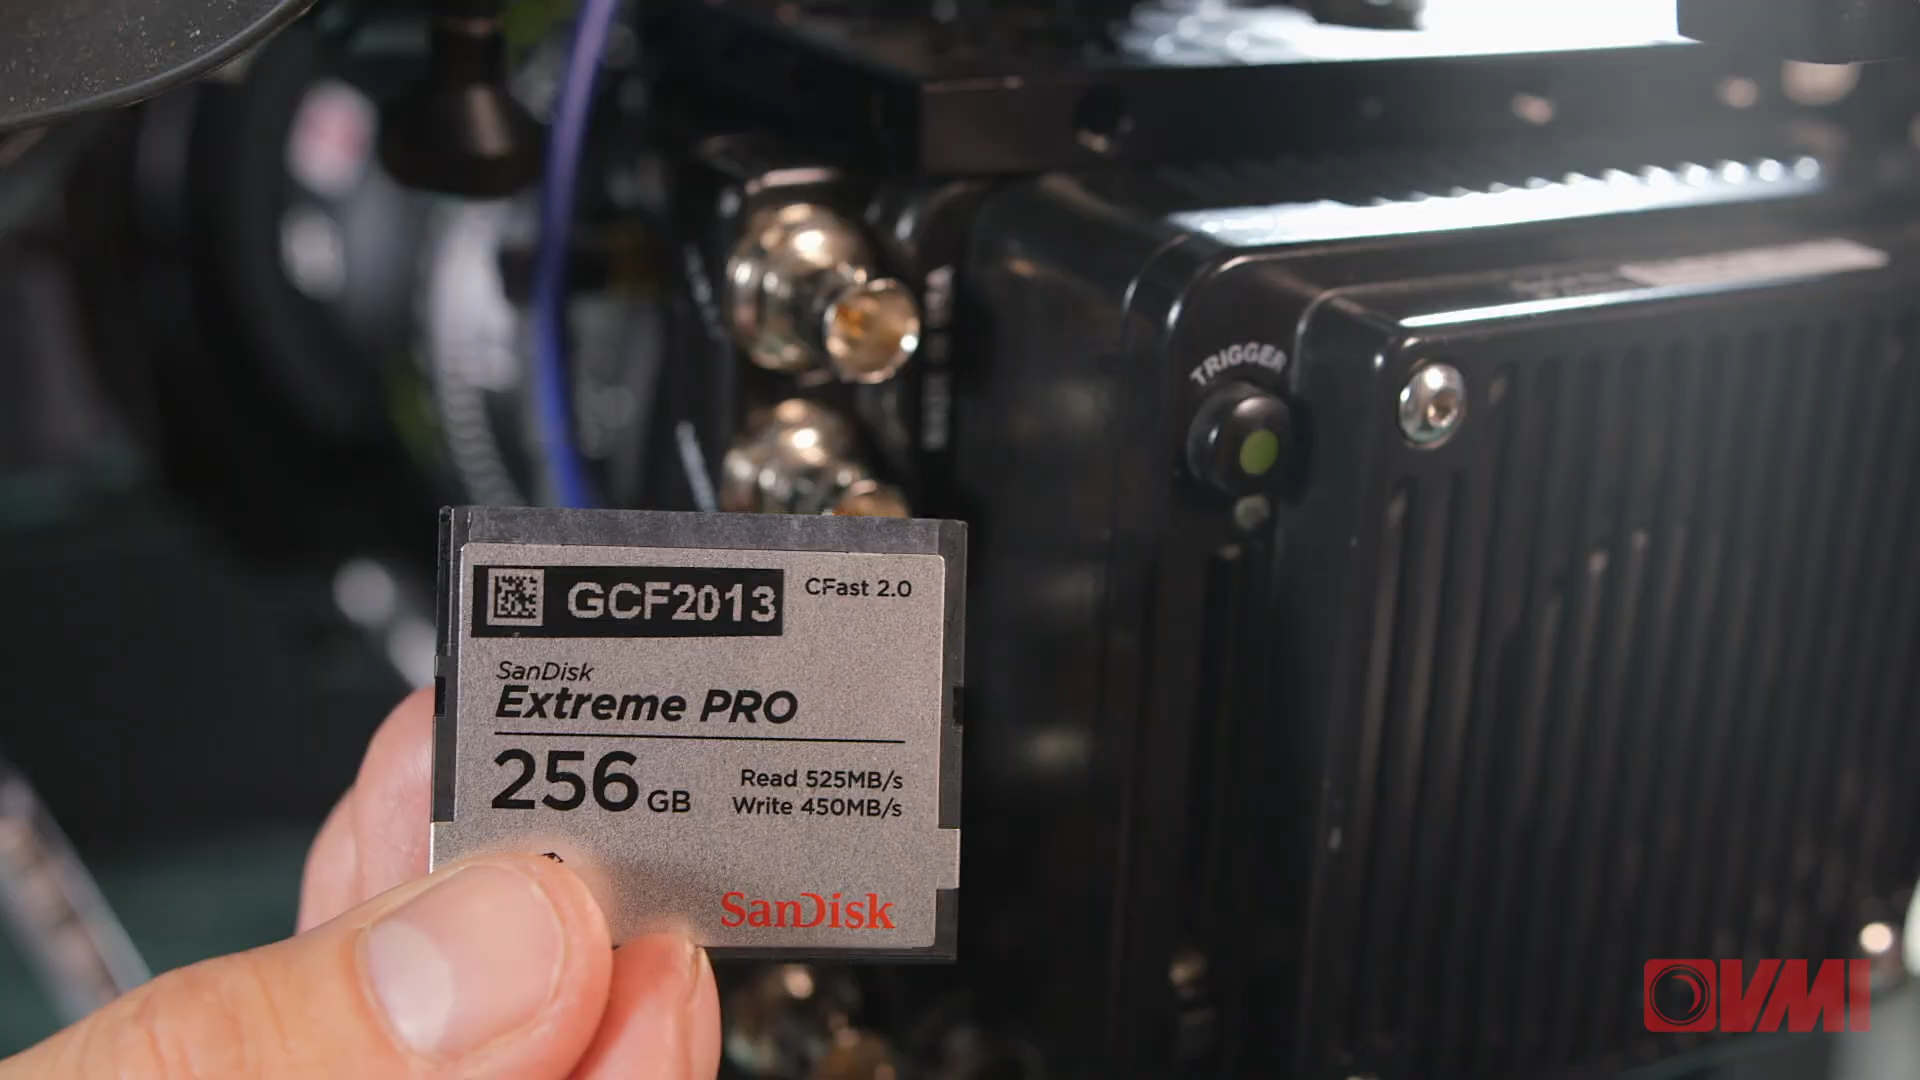 TRIGGER
GCF2013
CFast 2.0
SanDisk
Extreme PRO
256 GB
Read 525MB/s
Write 450MB/s
SanDisk
VMI